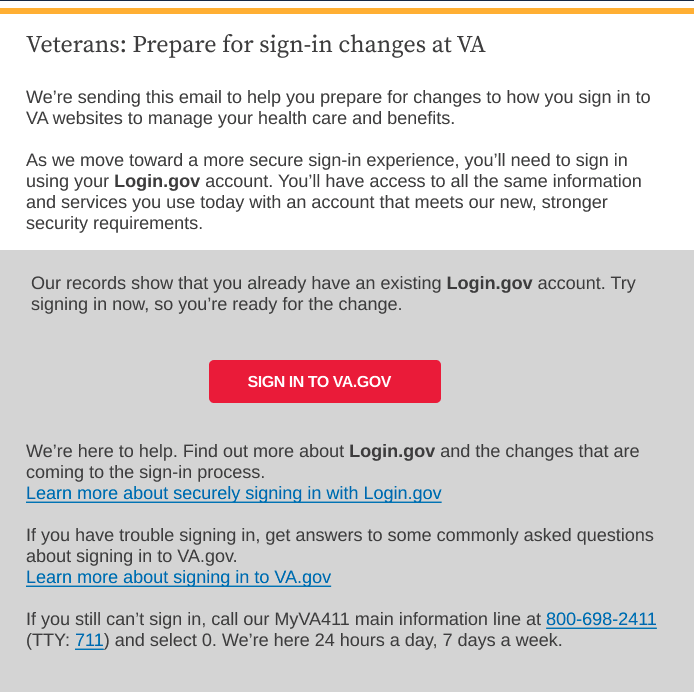 Veterans: Prepare for sign-in changes at VA
We’re sending this email to help you prepare for changes to how you sign in to
VA websites to manage your health care and benefits.
As we move toward a more secure sign-in experience, you’ll need to sign in
using your Login.gov account. You’ll have access to all the same information
and services you use today with an account that meets our new, stronger
security requirements.
Our records show that you already have an existing Login.gov account. Try
signing in now, so you’re ready for the change.
SIGN IN TO VA.GOV
We’re here to help. Find out more about Login.gov and the changes that are
coming to the sign-in process.
Learn more about securely signing in with Login.gov
If you have trouble signing in, get answers to some commonly asked questions
about signing in to VA.gov.
Learn more about signing in to VA.gov
If you still can’t sign in, call our MyVA411 main information line at 800-698-2411
(TTY: 711) and select 0. We’re here 24 hours a day, 7 days a week.